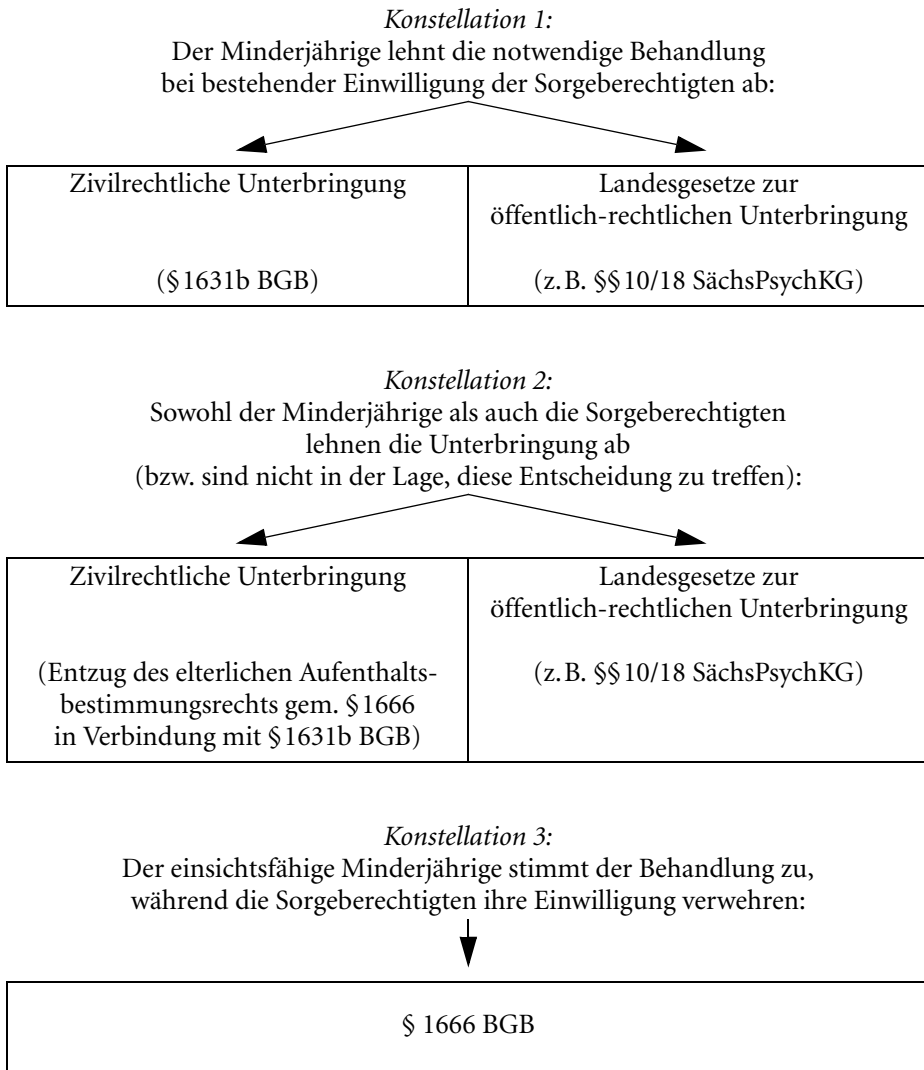 Konstellation 1:
Der Minderjährige lehnt die notwendige Behandlung
bei bestehender Einwilligung der Sorgeberechtigten ab:
Zivilrechtliche Unterbringung
(§ 1631b BGB)
Landesgesetze zur
öffentlich-rechtlichen Unterbringung
(z. B. §§ 10/18 SächsPsychKG)
Konstellation 2:
Sowohl der Minderjährige als auch die Sorgeberechtigten
lehnen die Unterbringung ab
(bzw. sind nicht in der Lage, diese Entscheidung zu treffen):
Zivilrechtliche Unterbringung
(Entzug des elterlichen Aufenthalts-
bestimmungsrechts gem. § 1666
in Verbindung mit § 1631b BGB)
Landesgesetze zur
öffentlich-rechtlichen Unterbringung
(z. B. §§ 10/18 SächsPsychKG)
Konstellation 3:
Der einsichtsfähige Minderjährige stimmt der Behandlung zu,
während die Sorgeberechtigten ihre Einwilligung verwehren:
§ 1666 BGB